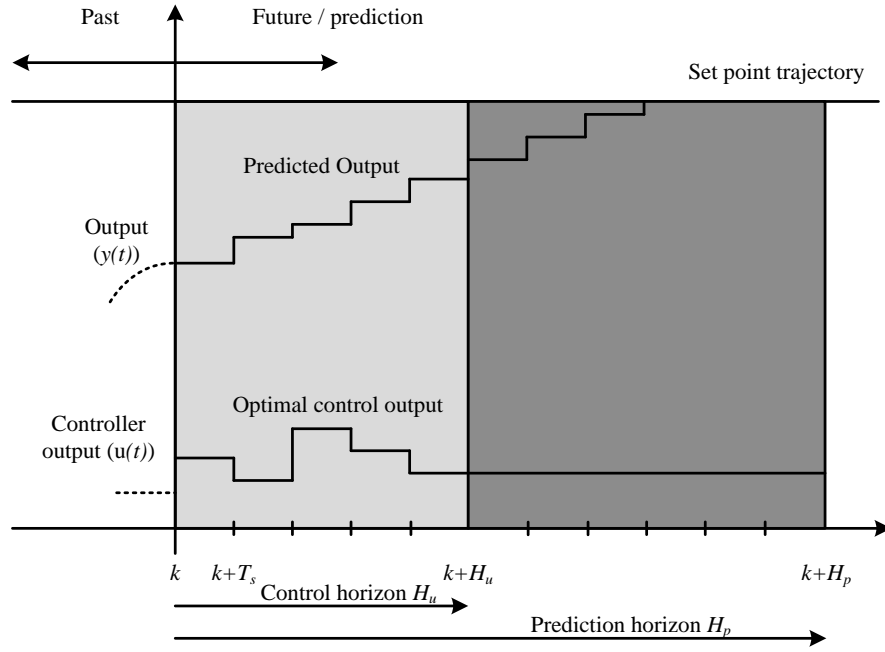 Past
Future / prediction
Set point trajectory
Predicted Output
Output
(y(t))
Optimal control output
Controller
output (u(t))
k
k+Ts
k+Hu
k+Hp
Control horizon Hu
Prediction horizon Hp